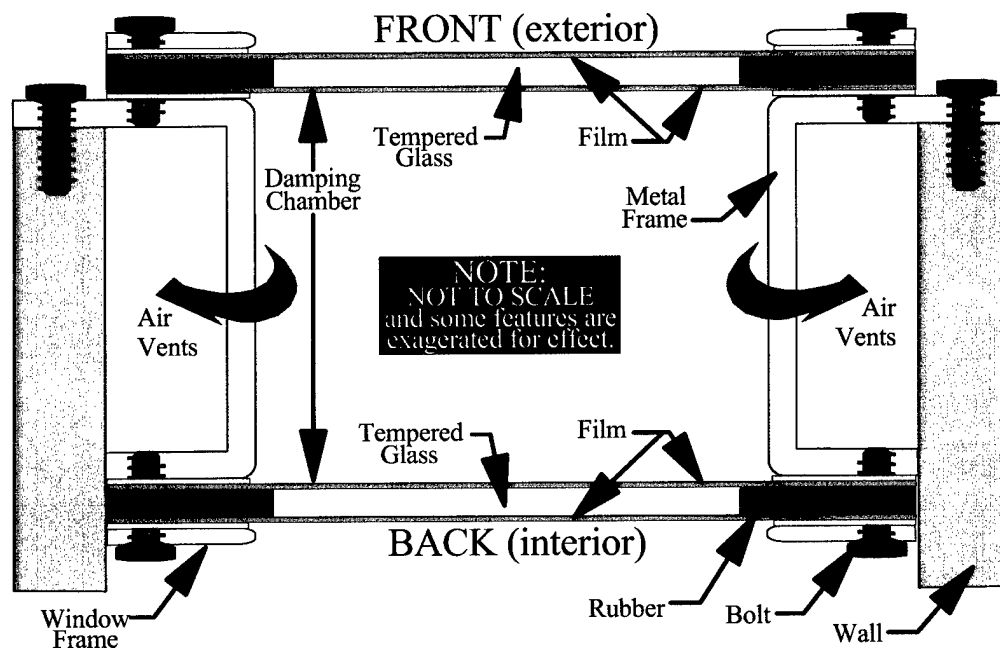 FRONT (exterior)
Tempered
Glass
Film
Damping
Chamber
Metal
Frame
NOTE:
NOT TO SCALE
and some features are
exagerated for effect.
Air
Vents
Air
Vents
Tempered
Glass
Film
BACK (interior)
Window
Frame
Rubber
Bolt
Wall